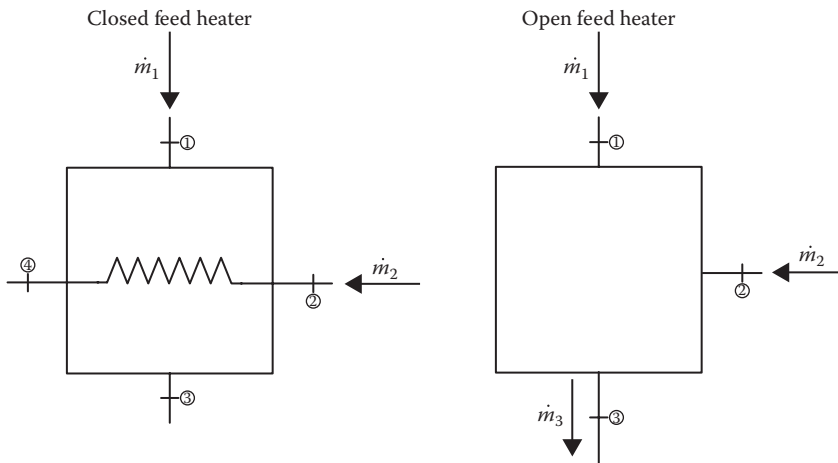 Closed feed heater
ṁ1
①
④
ṁ2
②
③
Open feed heater
ṁ1
①
ṁ2
②
ṁ3
③